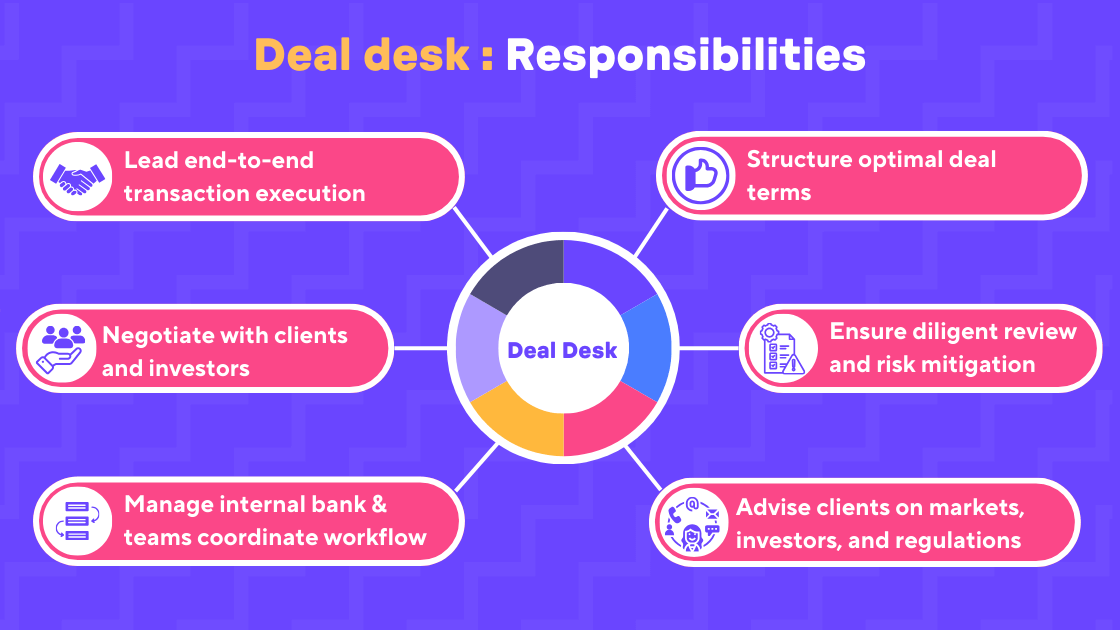 Deal desk : Responsibilities
Lead end-to-end
transaction execution
Structure optimal deal
terms
Negotiate with clients
and investors
Deal Desk
Ensure diligent review
and risk mitigation
Manage internal bank &
teams coordinate workflow
Advise clients on markets,
investors, and regulations